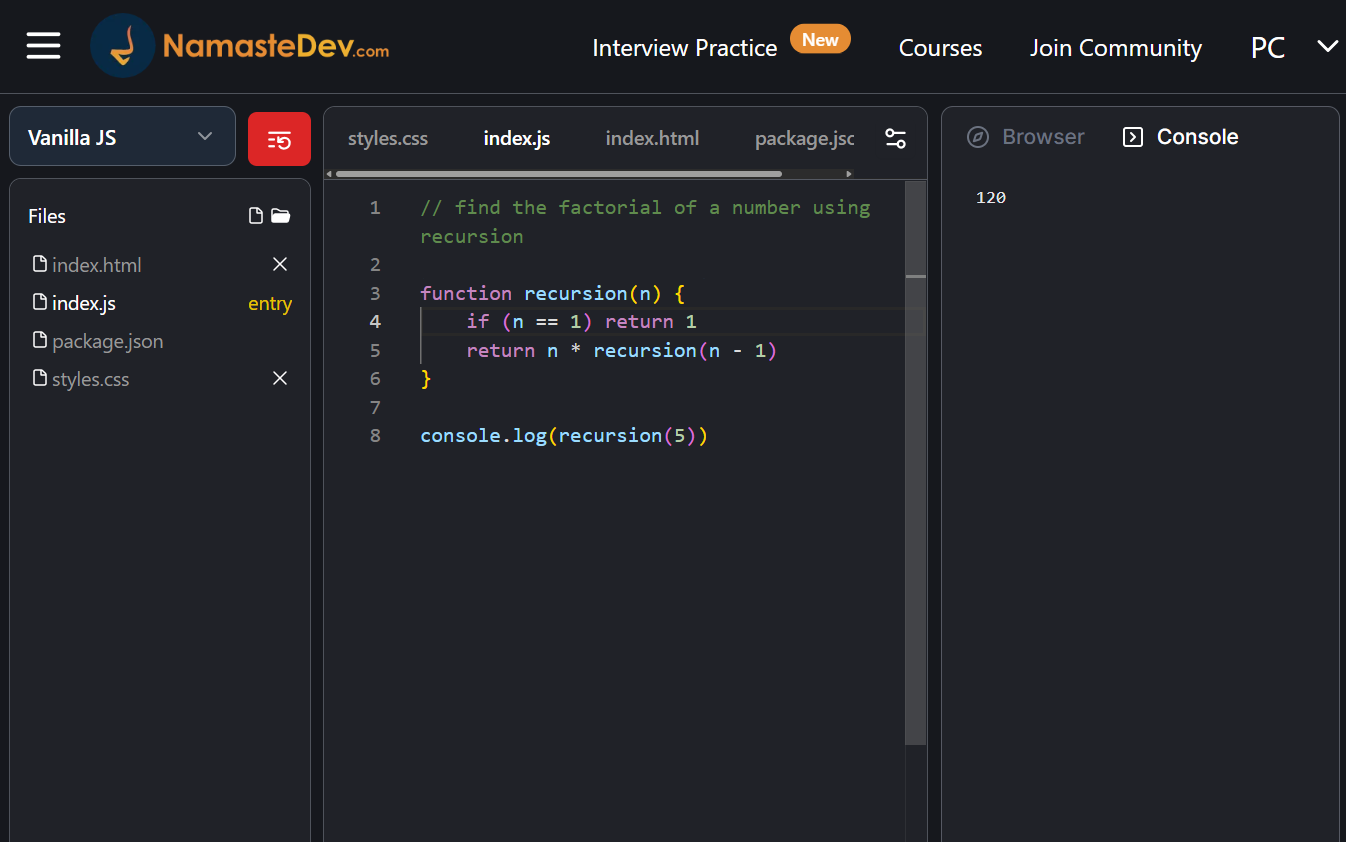 NamasteDev.com
Interview Practice
New
Courses
Join Community
PC
Vanilla JS
Files
index.html
index.js
entry
package.json
styles.css
styles.css
index.js
index.html
package.jsc
1 // find the factorial of a number using
recursion
2
3 function recursion(n) {
4 if (n == 1) return 1
5 return n * recursion(n - 1)
6 }
7
8 console.log(recursion(5))
Browser
Console
120